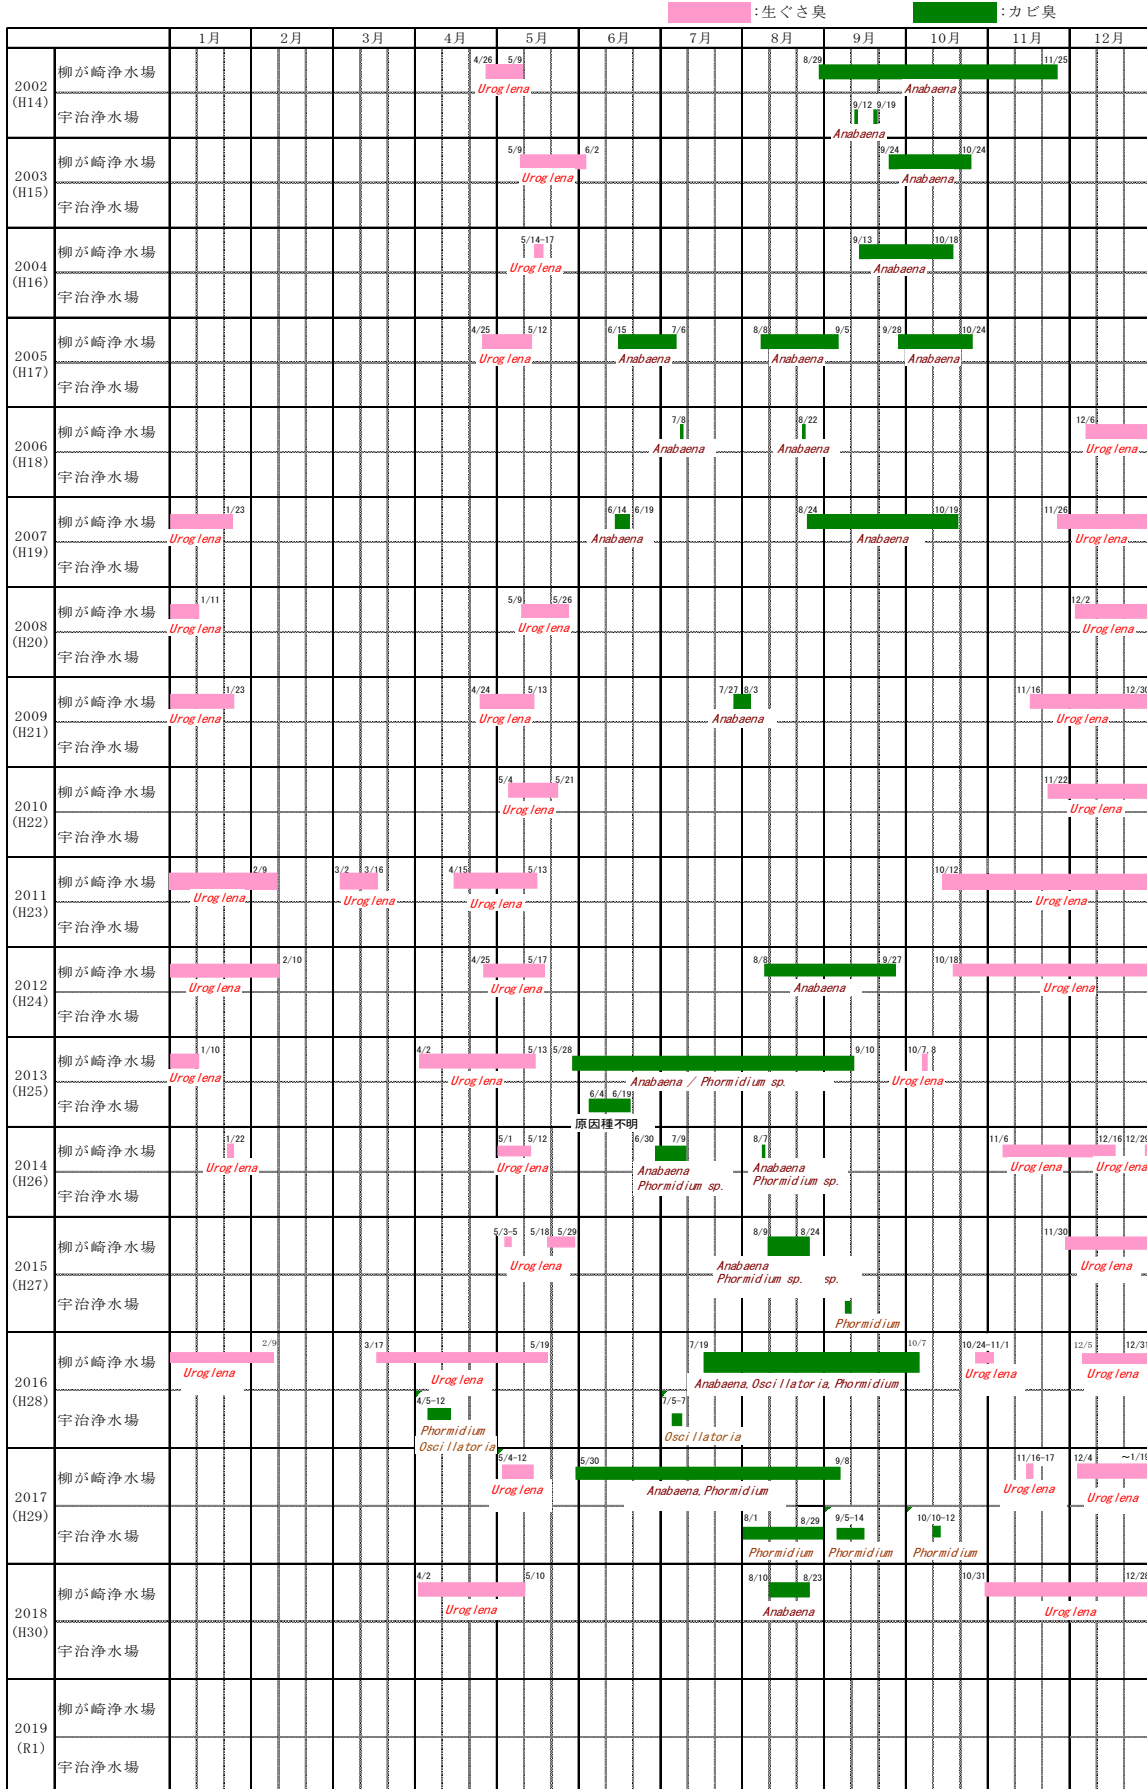 :生ぐさ臭 :カビ臭
1月 2月 3月 4月 5月 6月 7月 8月 9月 10月 11月 12月
2002
(H14)
柳が崎浄水場
4/26 5/9
Uroglena
8/29 11/25
Anabaena
宇治浄水場
9/12 9/19
Anabaena
2003
(H15)
柳が崎浄水場
5/9 6/2
Uroglena
9/24 10/24
Anabaena
宇治浄水場
2004
(H16)
柳が崎浄水場
5/14-17
Uroglena
9/13 10/18
Anabaena
宇治浄水場
2005
(H17)
柳が崎浄水場
4/25 5/12
Uroglena
6/15 7/6
Anabaena
8/8 9/5
Anabaena
9/28 10/24
Anabaena
宇治浄水場
2006
(H18)
柳が崎浄水場
7/8
Anabaena
8/22
Anabaena
12/6
Uroglena
宇治浄水場
2007
(H19)
柳が崎浄水場
1/23
Uroglena
6/14 6/19
Anabaena
8/24 10/19
Anabaena
11/26
Uroglena
宇治浄水場
2008
(H20)
柳が崎浄水場
1/11
Uroglena
5/9 5/26
Uroglena
12/2
Uroglena
宇治浄水場
2009
(H21)
柳が崎浄水場
1/23
Uroglena
4/24 5/13
Uroglena
7/27 8/3
Anabaena
11/16 12/30
Uroglena
宇治浄水場
2010
(H22)
柳が崎浄水場
5/4 5/21
Uroglena
11/22
Uroglena
宇治浄水場
2011
(H23)
柳が崎浄水場
2/9
Uroglena
3/2 3/16
Uroglena
4/15 5/13
Uroglena
10/12
Uroglena
宇治浄水場
2012
(H24)
柳が崎浄水場
2/10
Uroglena
4/25 5/17
Uroglena
8/8 9/27
Anabaena
10/18
Uroglena
宇治浄水場
2013
(H25)
柳が崎浄水場
1/10
Uroglena
4/2 5/13
Uroglena
5/28 9/10
Anabaena / Phormidium sp.
10/7, 8
Uroglena
宇治浄水場
6/4 6/19
原因種不明
2014
(H26)
柳が崎浄水場
1/22
Uroglena
5/1 5/12
Uroglena
6/30 7/9
Anabaena
Phormidium sp.
8/7
Anabaena
Phormidium sp.
11/6 12/16
Uroglena
12/29
Uroglena
宇治浄水場
2015
(H27)
柳が崎浄水場
5/3-5 5/18 5/29
Uroglena
8/9 8/24
Anabaena
Phormidium sp. sp.
11/30
Uroglena
宇治浄水場
Phormidium
2016
(H28)
柳が崎浄水場
2/9
Uroglena
3/17 5/19
Uroglena
7/19 10/7
Anabaena, Oscillatoria, Phormidium
10/24-11/1
Uroglena
12/5 12/31
Uroglena
宇治浄水場
4/5-12
Phormidium
Oscillatoria
7/5-7
Oscillatoria
2017
(H29)
柳が崎浄水場
5/4-12
Uroglena
5/30 9/8
Anabaena, Phormidium
11/16-17
Uroglena
12/4 ～1/19
Uroglena
宇治浄水場
8/1 8/29
Phormidium
9/5-14
Phormidium
10/10-12
Phormidium
2018
(H30)
柳が崎浄水場
4/2 5/10
Uroglena
8/10 8/23
Anabaena
10/31 12/28
Uroglena
宇治浄水場
2019
(R1)
柳が崎浄水場
宇治浄水場